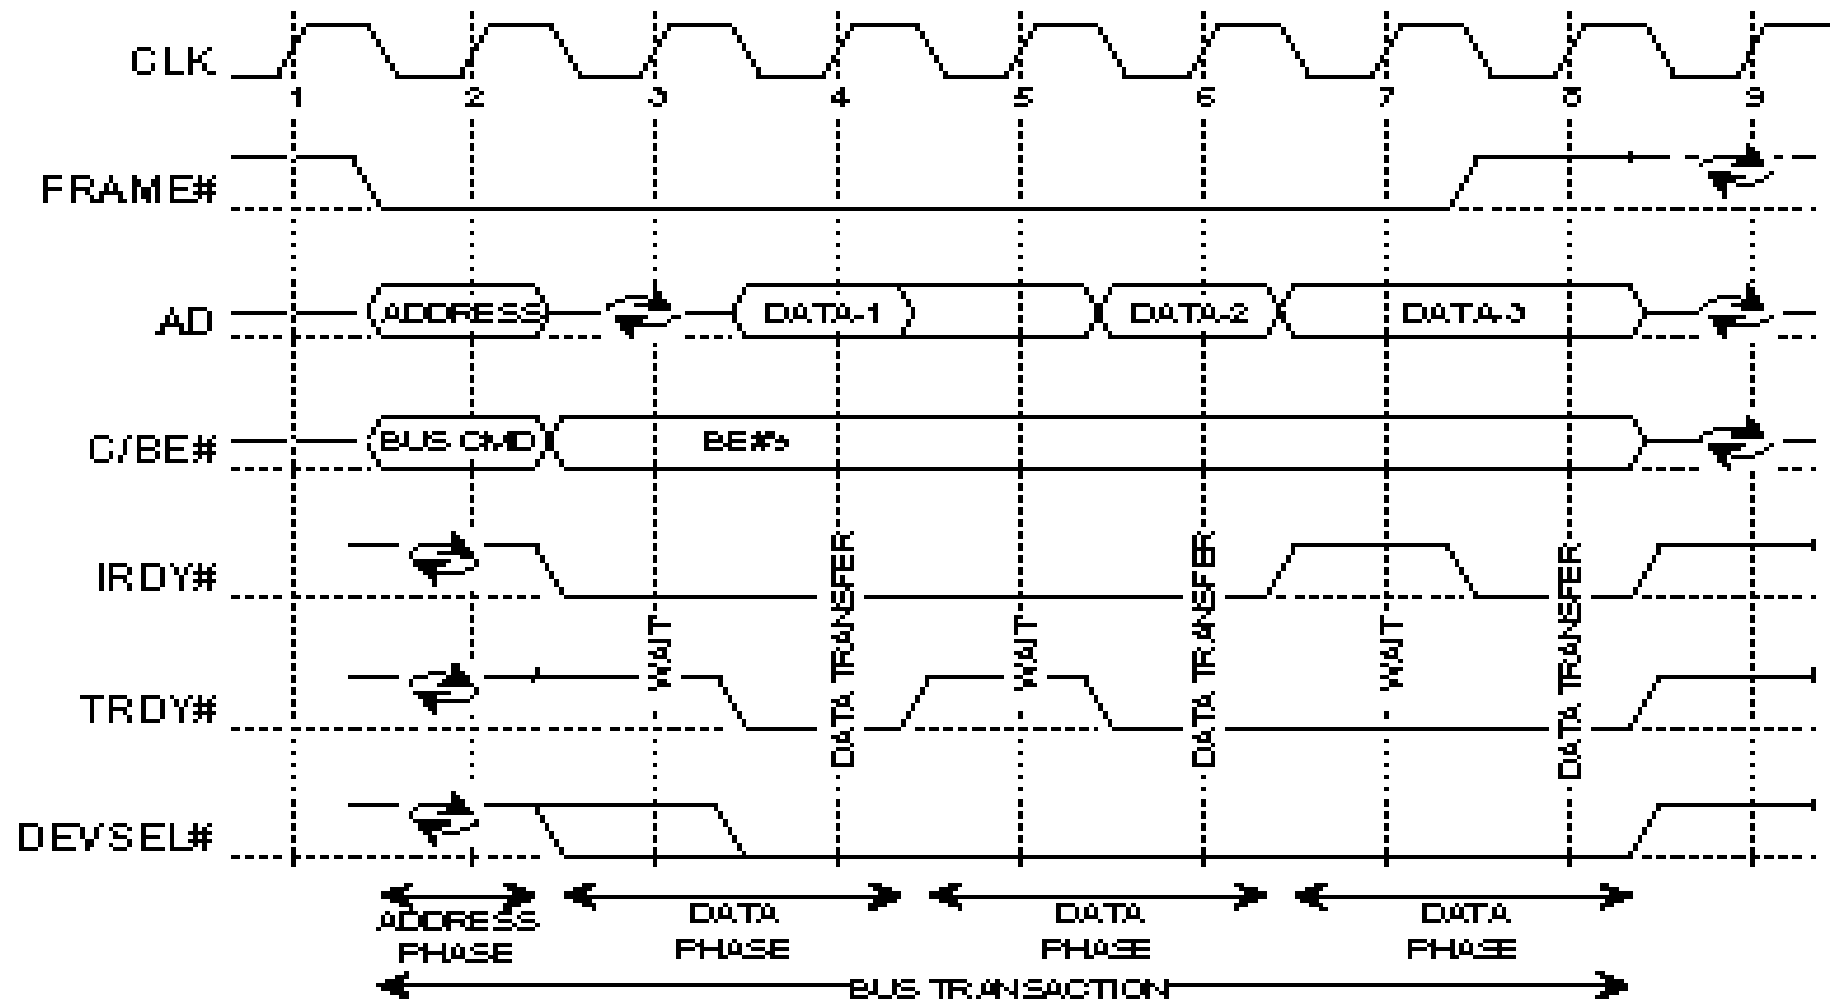 CLK
1 2 3 4 5 6 7 8 9
FRAME#
AD
ADDRESS DATA-1 DATA-2 DATA-3
C/BE#
BUS CMD BE#'s
IRDY#
WAIT
DATA TRANSFER
WAIT
DATA TRANSFER
WAIT
DATA TRANSFER
TRDY#
DEVSEL#
ADDRESS
PHASE
DATA
PHASE
DATA
PHASE
DATA
PHASE
BUS TRANSACTION